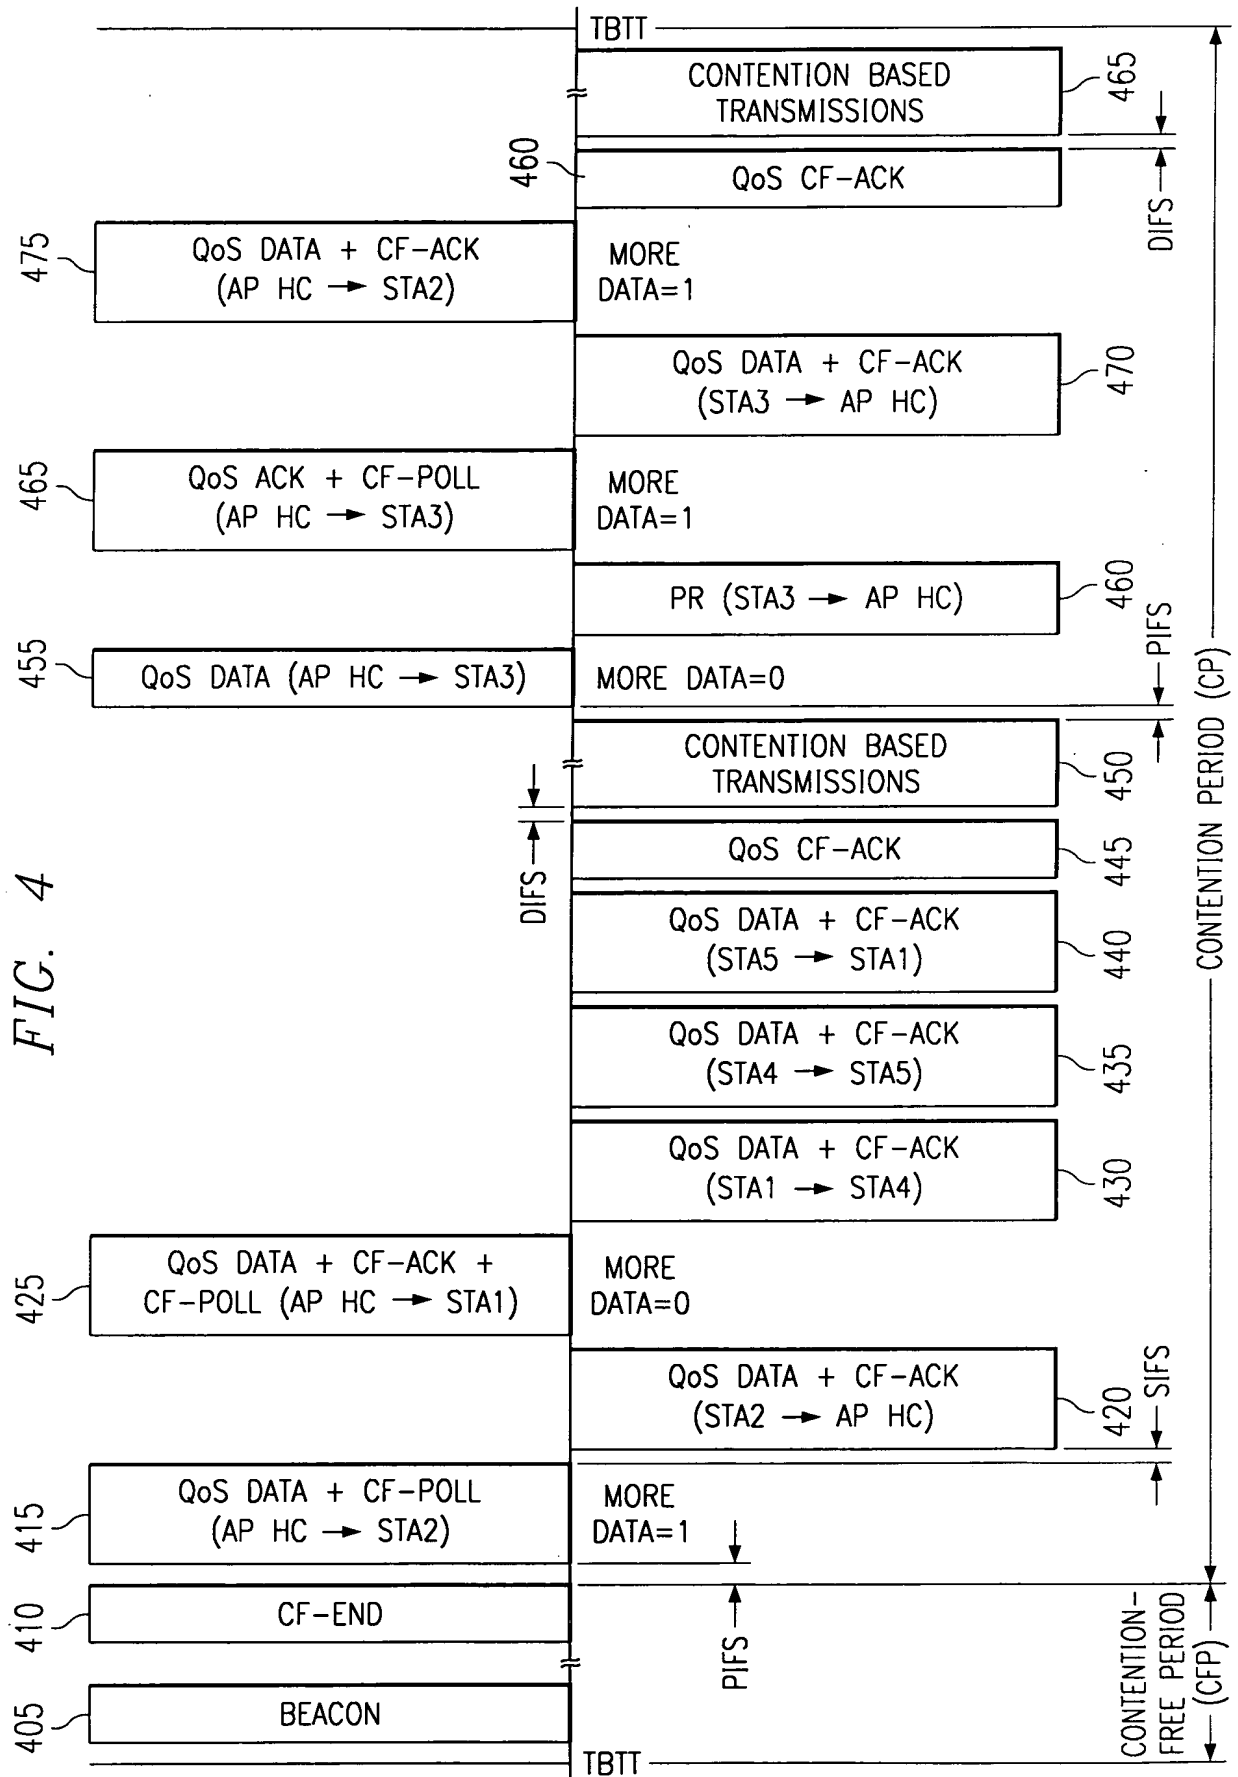 TBTT
CONTENTION BASED
TRANSMISSIONS
465
460
QoS CF-ACK
DIFS
475
QoS DATA + CF-ACK
(AP HC → STA2)
MORE
DATA=1
QoS DATA + CF-ACK
(STA3 → AP HC)
470
465
QoS ACK + CF-POLL
(AP HC → STA3)
MORE
DATA=1
PR (STA3 → AP HC)
460
455
QoS DATA (AP HC → STA3)
MORE DATA=0
PIFS
CONTENTION BASED
TRANSMISSIONS
450
DIFS
QoS CF-ACK
445
FIG. 4
QoS DATA + CF-ACK
(STA5 → STA1)
440
CONTENTION PERIOD (CP)
QoS DATA + CF-ACK
(STA4 → STA5)
435
QoS DATA + CF-ACK
(STA1 → STA4)
430
425
QoS DATA + CF-ACK +
CF-POLL (AP HC → STA1)
MORE
DATA=0
QoS DATA + CF-ACK
(STA2 → AP HC)
420
SIFS
415
QoS DATA + CF-POLL
(AP HC → STA2)
MORE
DATA=1
410
CF-END
PIFS
CONTENTION-
FREE PERIOD
(CFP)
405
BEACON
TBTT